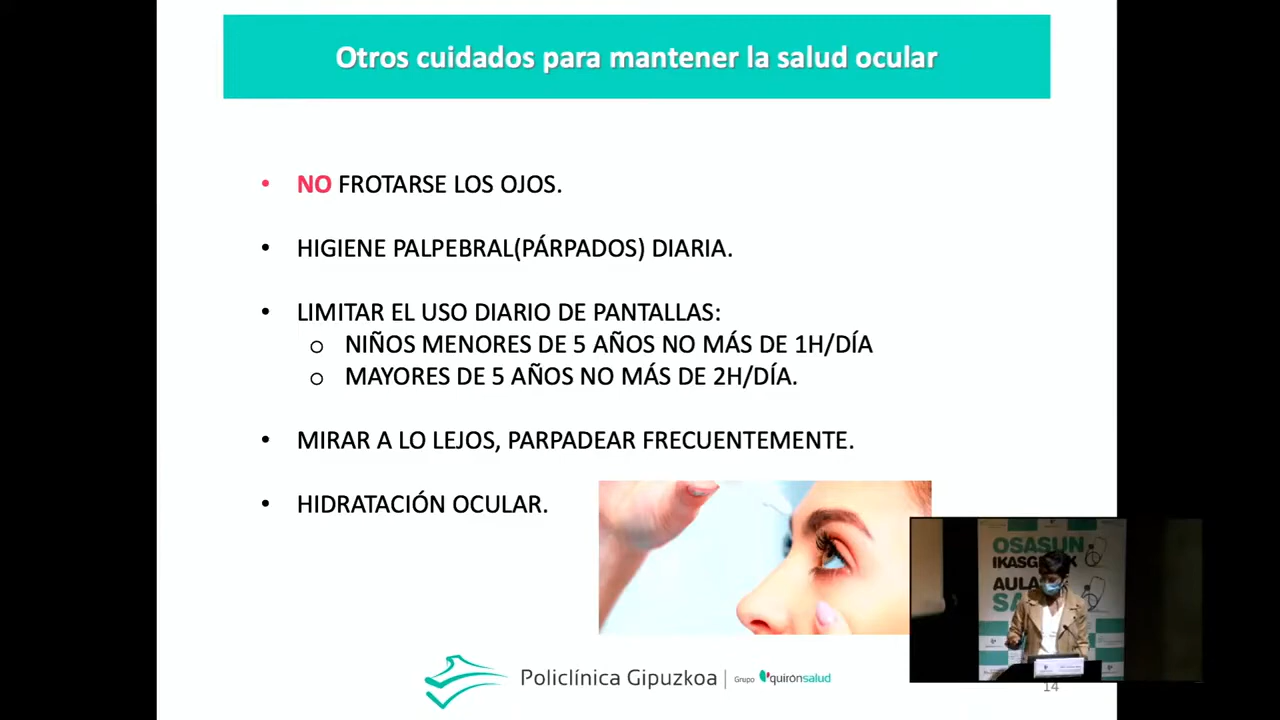 Otros cuidados para mantener la salud ocular
• NO FROTARSE LOS OJOS.
• HIGIENE PALPEBRAL(PÁRPADOS) DIARIA.
• LIMITAR EL USO DIARIO DE PANTALLAS:
o NIÑOS MENORES DE 5 AÑOS NO MÁS DE 1H/DÍA
o MAYORES DE 5 AÑOS NO MÁS DE 2H/DÍA.
• MIRAR A LO LEJOS, PARPADEAR FRECUENTEMENTE.
• HIDRATACIÓN OCULAR.
OSASUN
AULA
Policlínica Gipuzkoa | Grupo quirónsalud
14